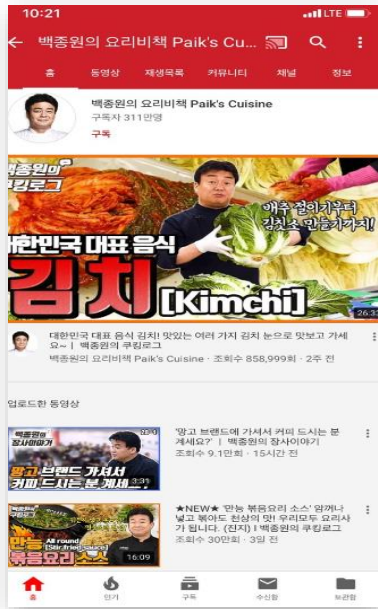 10:21
LTE
백종원의 요리비책 Paik's Cu...
홈 동영상 재생목록 커뮤니티 채널 정보
백종원의 요리비책 Paik's Cuisine
구독자 311만명
구독
백종원의
쿠킹로그
배추 절이기부터
김칫소 만들기까지!
대한민국 대표 음식
김치 [Kimchi]
26:33
대한민국 대표 음식 김치! 맛있는 여러 가지 김치 눈으로 맛보고 가세
요~ | 백종원의 쿠킹로그
백종원의 요리비책 Paik's Cuisine · 조회수 858,999회 · 2주 전
업로드한 동영상
백종원의
장사이야기
망고 브랜드 가셔서
커피 드시는 분 계세
3:31
'망고 브랜드에 가셔서 커피 드시는 분
계세요?' | 백종원의 장사이야기
조회수 9.1만회 · 15시간 전
백종원의
쿠킹로그
만능 All round
[Stir fried sauce]
볶음요리소스
16:09
★NEW★ '만능 볶음요리 소스' 암꺼나
넣고 볶아도 천상의 맛! 우리모두 요리사
가 됩니다. (진지) | 백종원의 쿠킹로그
조회수 30만회 · 3일 전
홈 인기 구독 수신함 보관함